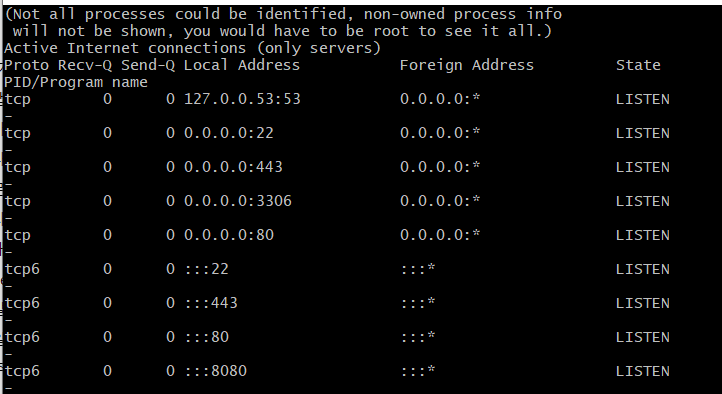 (Not all processes could be identified, non-owned process info
 will not be shown, you would have to be root to see it all.)
Active Internet connections (only servers)
Proto Recv-Q Send-Q Local Address           Foreign Address         State
PID/Program name
tcp        0      0 127.0.0.53:53           0.0.0.0:*               LISTEN
-
tcp        0      0 0.0.0.0:22              0.0.0.0:*               LISTEN
-
tcp        0      0 0.0.0.0:443             0.0.0.0:*               LISTEN
-
tcp        0      0 0.0.0.0:3306            0.0.0.0:*               LISTEN
-
tcp        0      0 0.0.0.0:80              0.0.0.0:*               LISTEN
-
tcp6       0      0 :::22                   :::*                    LISTEN
-
tcp6       0      0 :::443                  :::*                    LISTEN
-
tcp6       0      0 :::80                   :::*                    LISTEN
-
tcp6       0      0 :::8080                 :::*                    LISTEN
-